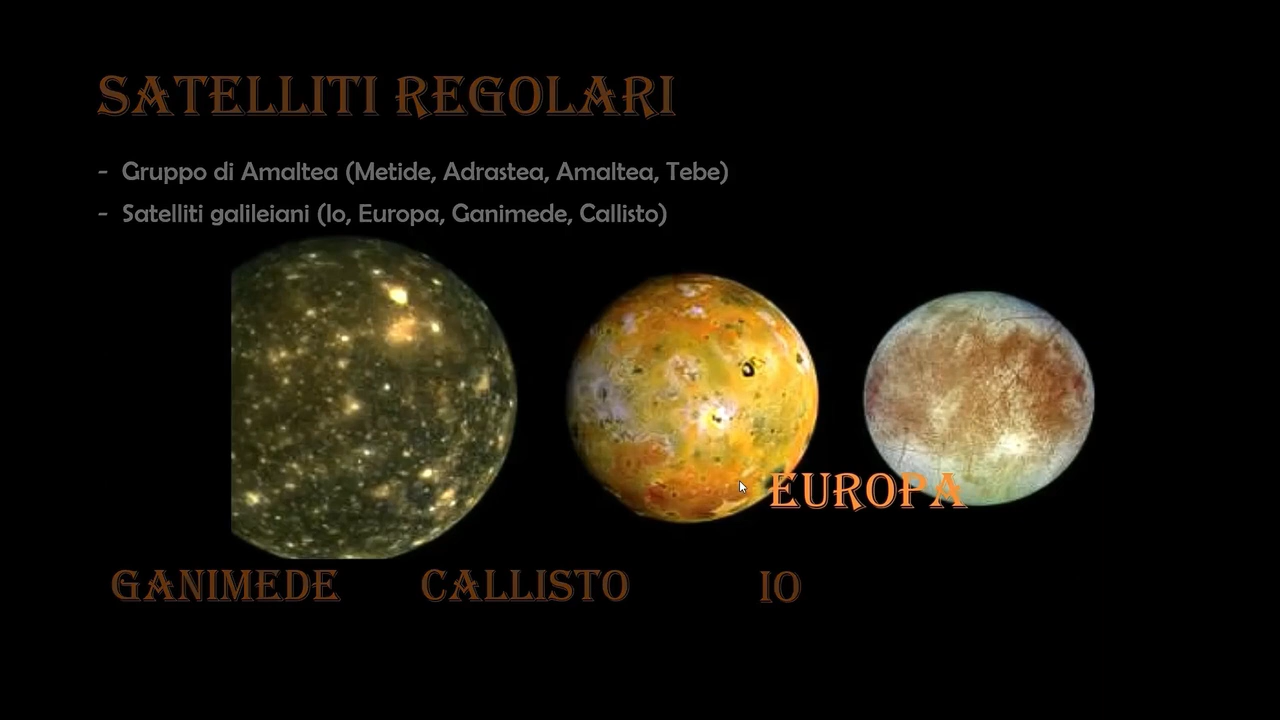 SATELLITI REGOLARI
- Gruppo di Amaltea (Metide, Adrastea, Amaltea, Tebe)
- Satelliti galileiani (Io, Europa, Ganimede, Callisto)
EUROPA
GANIMEDE CALLISTO IO